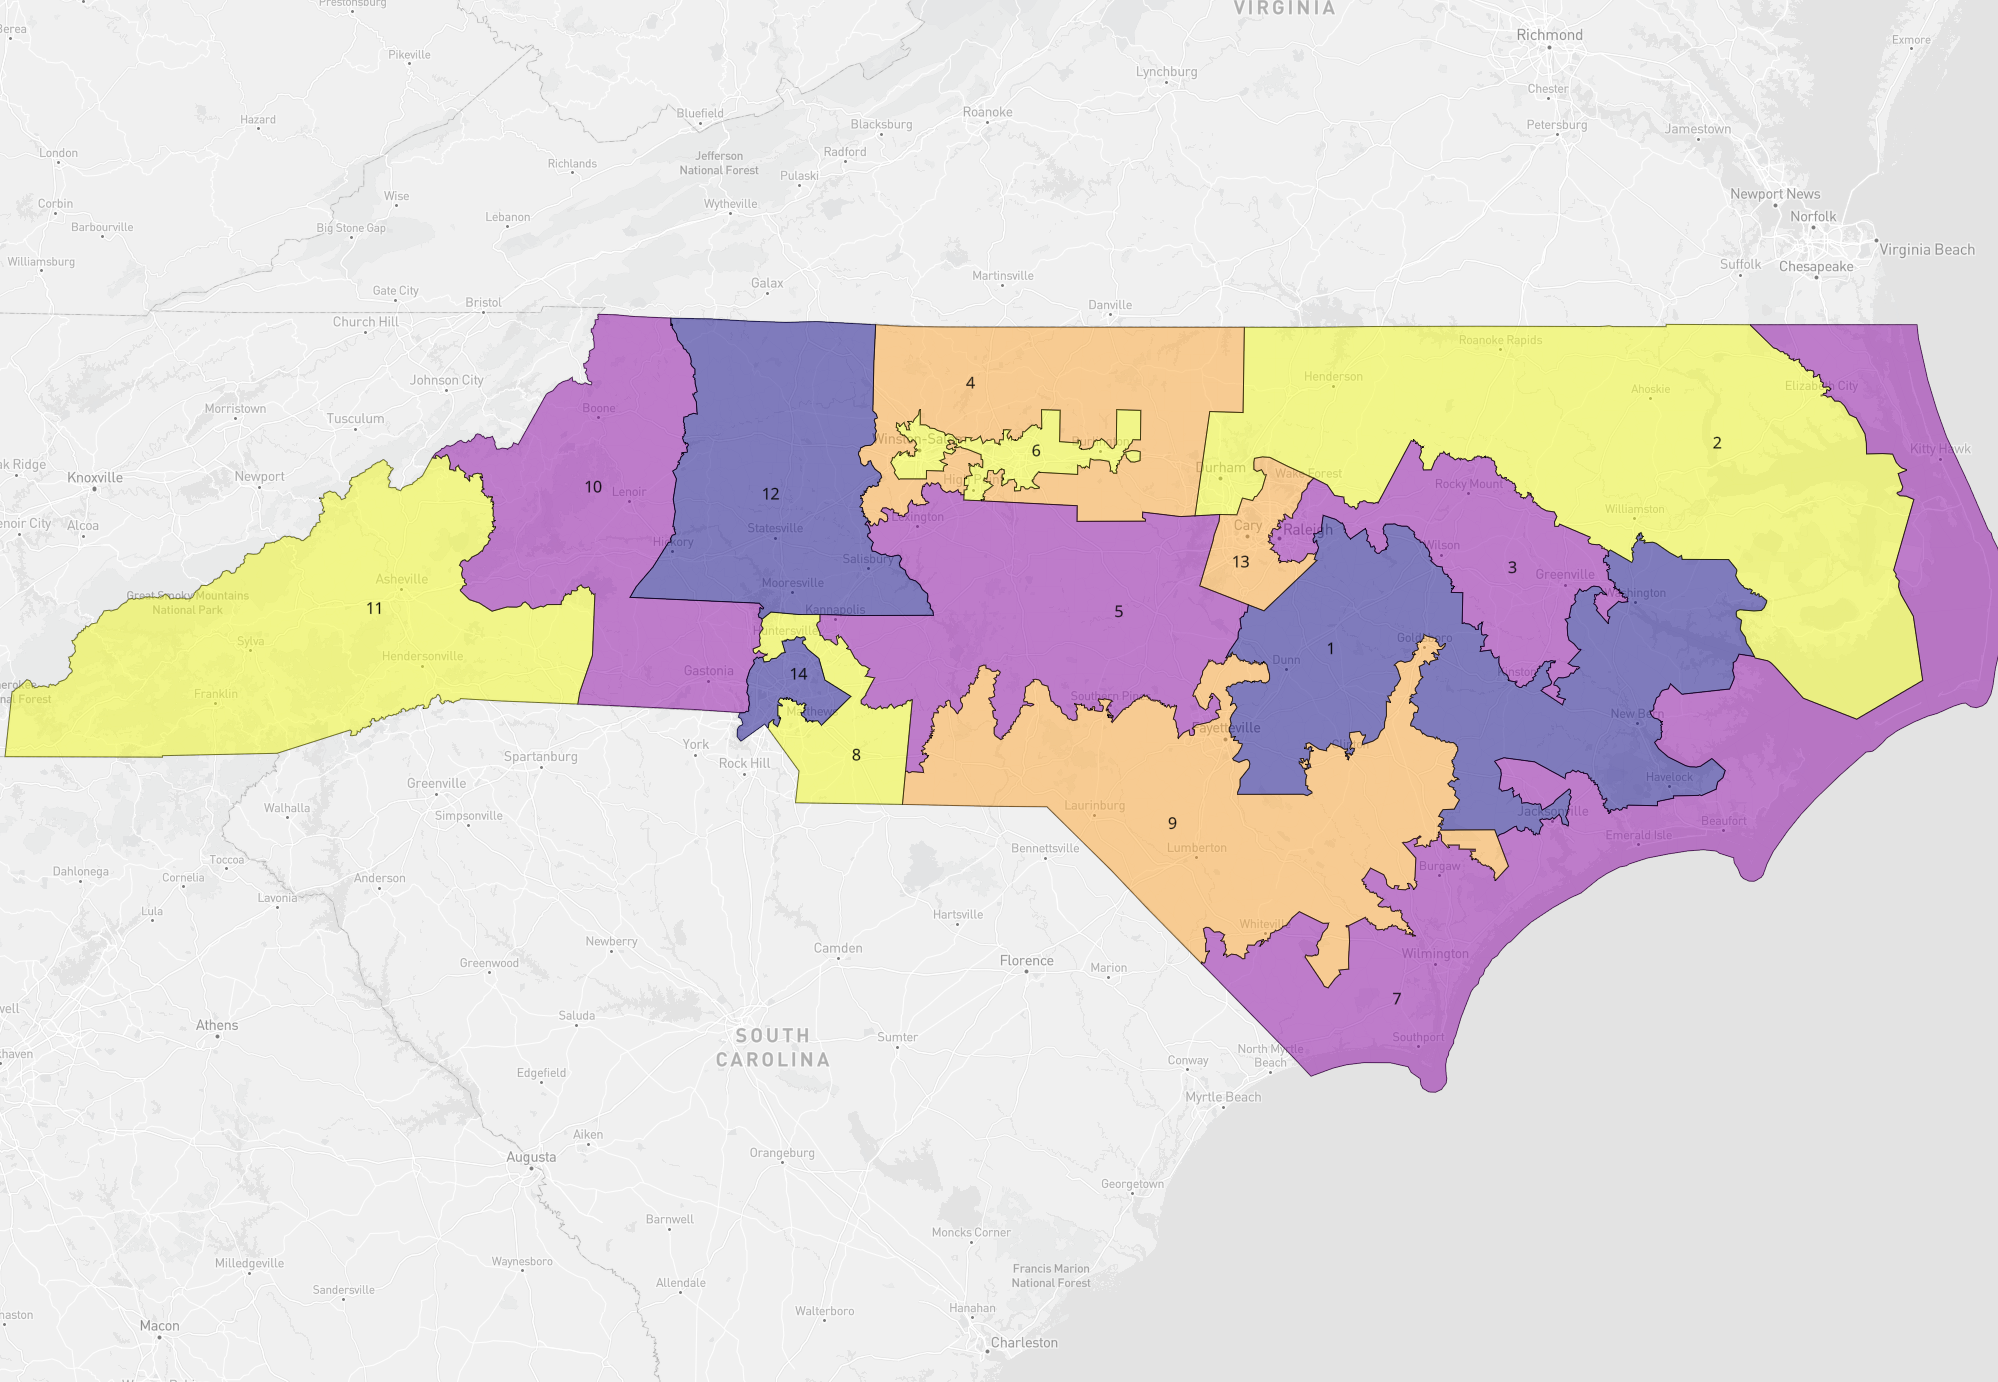 Prestonsburg
VIRGINIA
Berea
Richmond
Exmore
Pikeville
Lynchburg
Chester
Hazard
Bluefield
Roanoke
Blacksburg
Petersburg
Jamestown
London
Jefferson
National Forest
Radford
Richlands
Pulaski
Wise
Newport News
Corbin
Lebanon
Wytheville
Norfolk
Barbourville
Big Stone Gap
Virginia Beach
Williamsburg
Suffolk
Chesapeake
Galax
Martinsville
Gate City
Bristol
Danville
Church Hill
Roanoke Rapids
Johnson City
4
Henderson
Ahoskie
Elizabeth City
Morristown
Tusculum
Boone
Winston-Salem
6
Burlington
2
Kitty Hawk
ak Ridge
Knoxville
Newport
10
Lenoir
12
High Point
Durham
Wake Forest
Rocky Mount
Williamston
enoir City
Alcoa
Statesville
Lexington
Cary
Raleigh
Hickory
Salisbury
13
Wilson
3
Greenville
Asheville
Mooresville
Washington
Great Smoky Mountains
National Park
11
Kannapolis
5
Sylva
Huntersville
1
Goldsboro
Hendersonville
Gastonia
14
Dunn
Kinston
Cherokee
nal Forest
Franklin
Southern Pines
Matthews
New Bern
Fayetteville
York
8
Clinton
Spartanburg
Rock Hill
Havelock
Greenville
Walhalla
Simpsonville
Laurinburg
9
Jacksonville
Beaufort
Emerald Isle
Bennettsville
Lumberton
Toccoa
Dahlonega
Cornelia
Anderson
Burgaw
Lavonia
Lula
Hartsville
Whiteville
Newberry
Camden
Wilmington
Greenwood
Florence
Marion
7
well
Saluda
Athens
SOUTH
CAROLINA
Sumter
Southport
North Myrtle
Beach
khaven
Conway
Edgefield
Myrtle Beach
Aiken
Orangeburg
Augusta
Georgetown
Barnwell
Moncks Corner
Milledgeville
Waynesboro
Francis Marion
National Forest
Sandersville
Allendale
Walterboro
Hanahan
Macon
Charleston